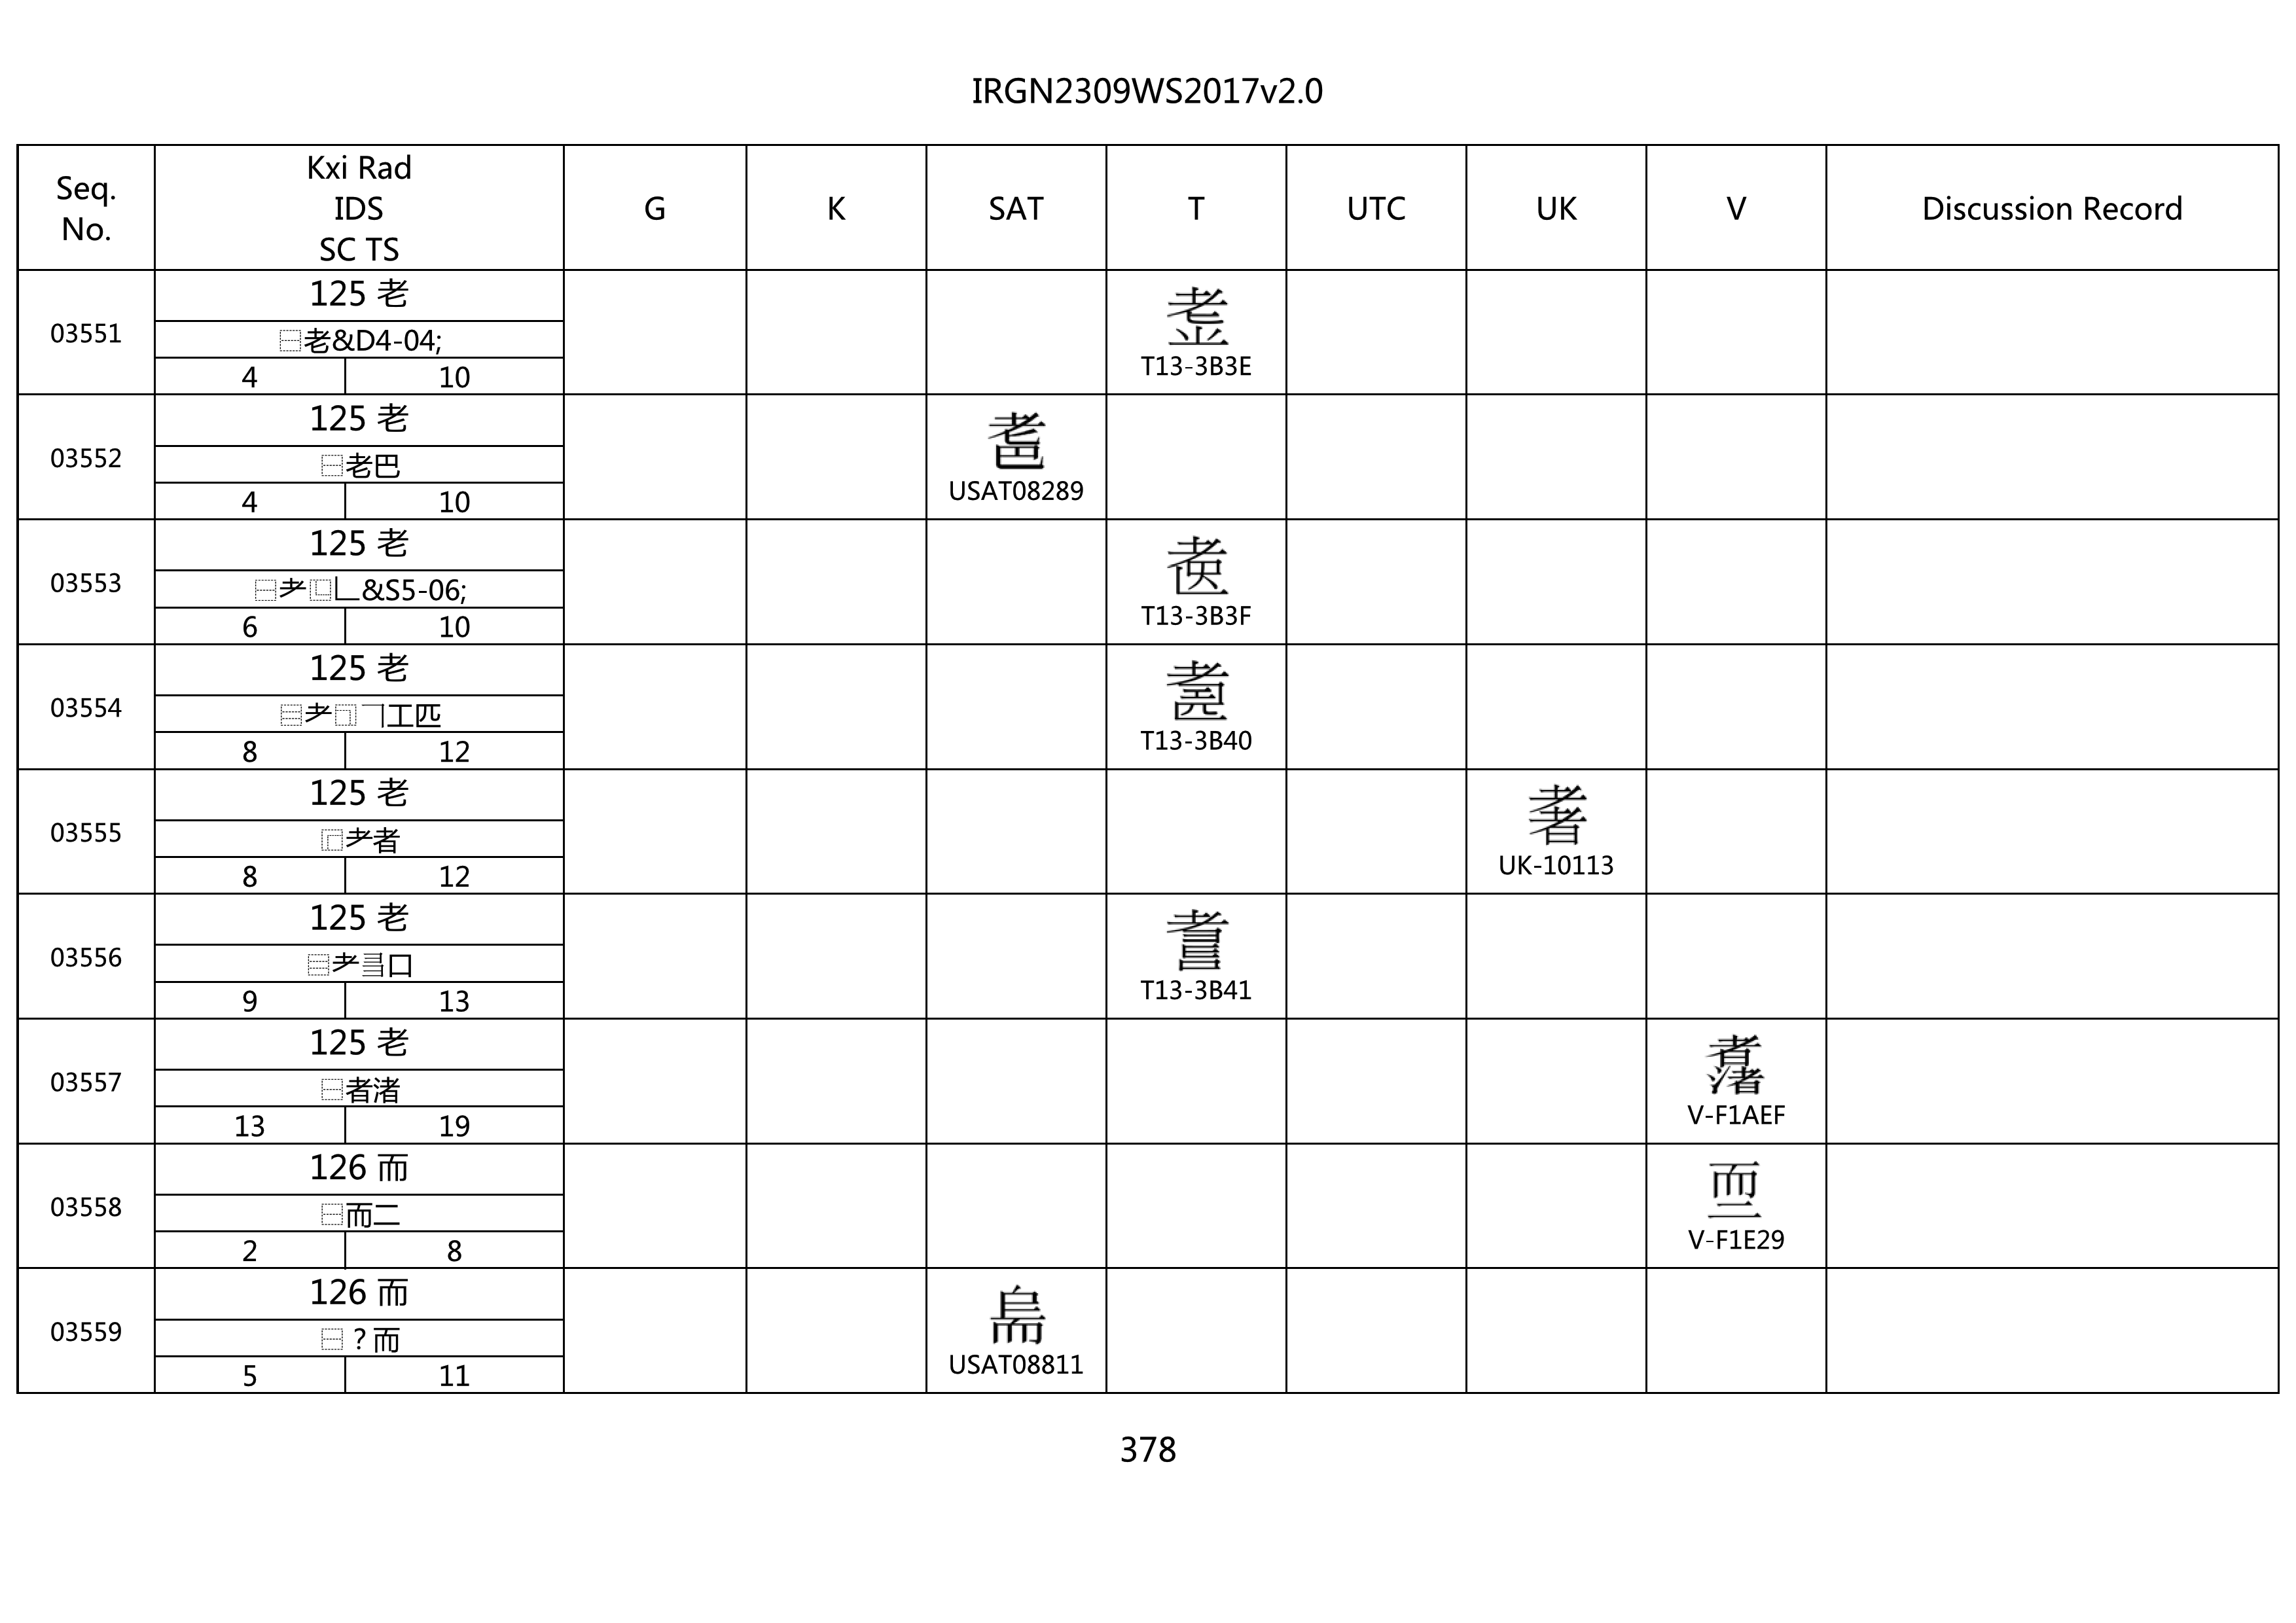 IRGN2309WS2017v2.0
Seq. No. Kxi Rad IDS SC TS G K SAT T UTC UK V Discussion Record
03551
125 老
⿱老&D4-04;
4 10
T13-3B3E
03552
125 老
⿱老巴
4 10
USAT08289
03553
125 老
⿱耂⿺𠃊&S5-06;
6 10
T13-3B3F
03554
125 老
⿳耂⿹㇕工匹
8 12
T13-3B40
03555
125 老
⿸耂者
8 12
UK-10113
03556
125 老
9 13
T13-3B41
03557
125 老
⿱者渚
13 19
V-F1AEF
03558
126 而
⿱而二
2 8
V-F1E29
03559
126 而
⿱？而
5 11
USAT08811
378